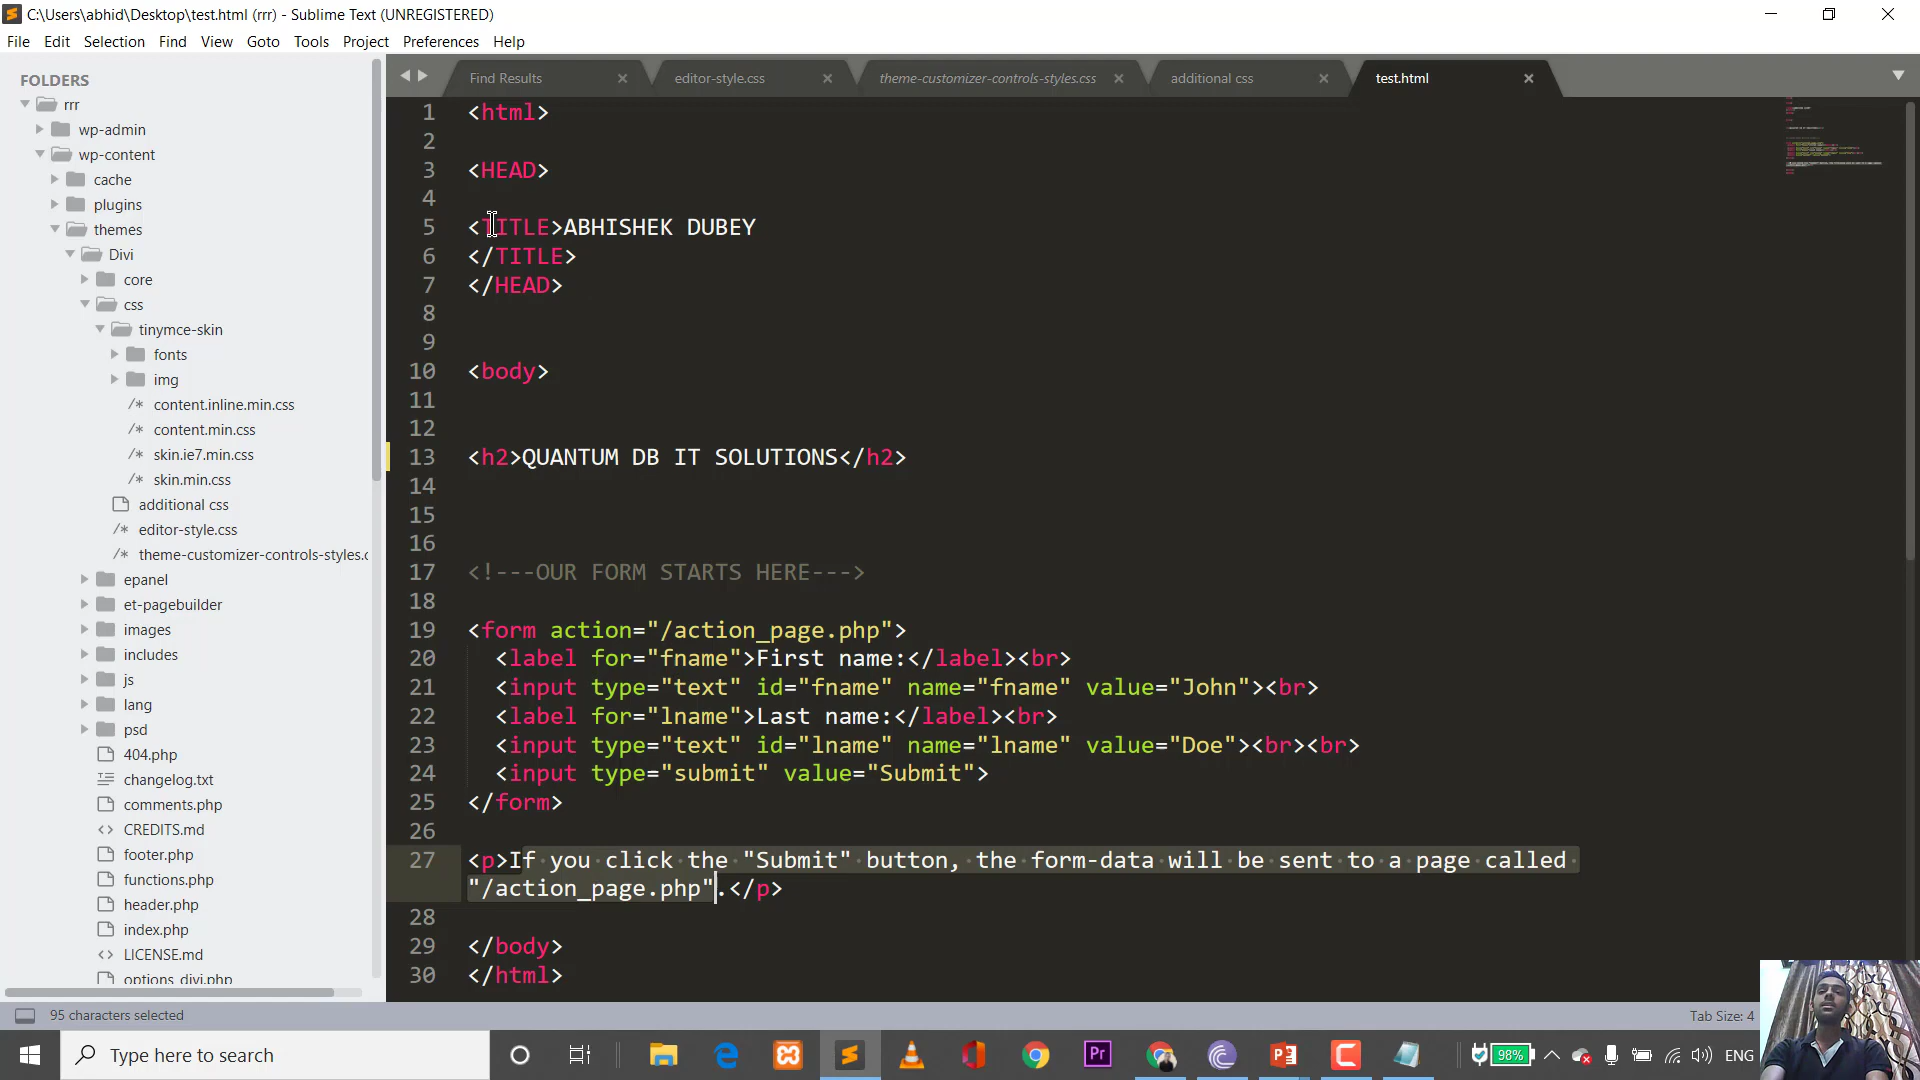 C:\Users\abhid\Desktop\test.html (rrr) - Sublime Text (UNREGISTERED)
File Edit Selection Find View Goto Tools Project Preferences Help
FOLDERS
rrr
wp-admin
wp-content
cache
plugins
themes
Divi
core
css
tinymce-skin
fonts
img
/* content.inline.min.css
/* content.min.css
/* skin.ie7.min.css
/* skin.min.css
additional css
/* editor-style.css
/* theme-customizer-controls-styles.c
epanel
et-pagebuilder
images
includes
js
lang
psd
404.php
changelog.txt
comments.php
<> CREDITS.md
footer.php
functions.php
header.php
index.php
<> LICENSE.md
options_divi.php
Find Results editor-style.css theme-customizer-controls-styles.css additional css test.html
1 <html>
2
3 <HEAD>
4
5 <TITLE>ABHISHEK DUBEY
6 </TITLE>
7 </HEAD>
8
9
10 <body>
11
12
13 <h2>QUANTUM DB IT SOLUTIONS</h2>
14
15
16
17 <!---OUR FORM STARTS HERE--->
18
19 <form action="/action_page.php">
20 <label for="fname">First name:</label><br>
21 <input type="text" id="fname" name="fname" value="John"><br>
22 <label for="lname">Last name:</label><br>
23 <input type="text" id="lname" name="lname" value="Doe"><br><br>
24 <input type="submit" value="Submit">
25 </form>
26
27 <p>If you click the "Submit" button, the form-data will be sent to a page called
"/action_page.php".</p>
28
29 </body>
30 </html>
95 characters selected
Tab Size: 4
Type here to search
Pr
98%
ENG